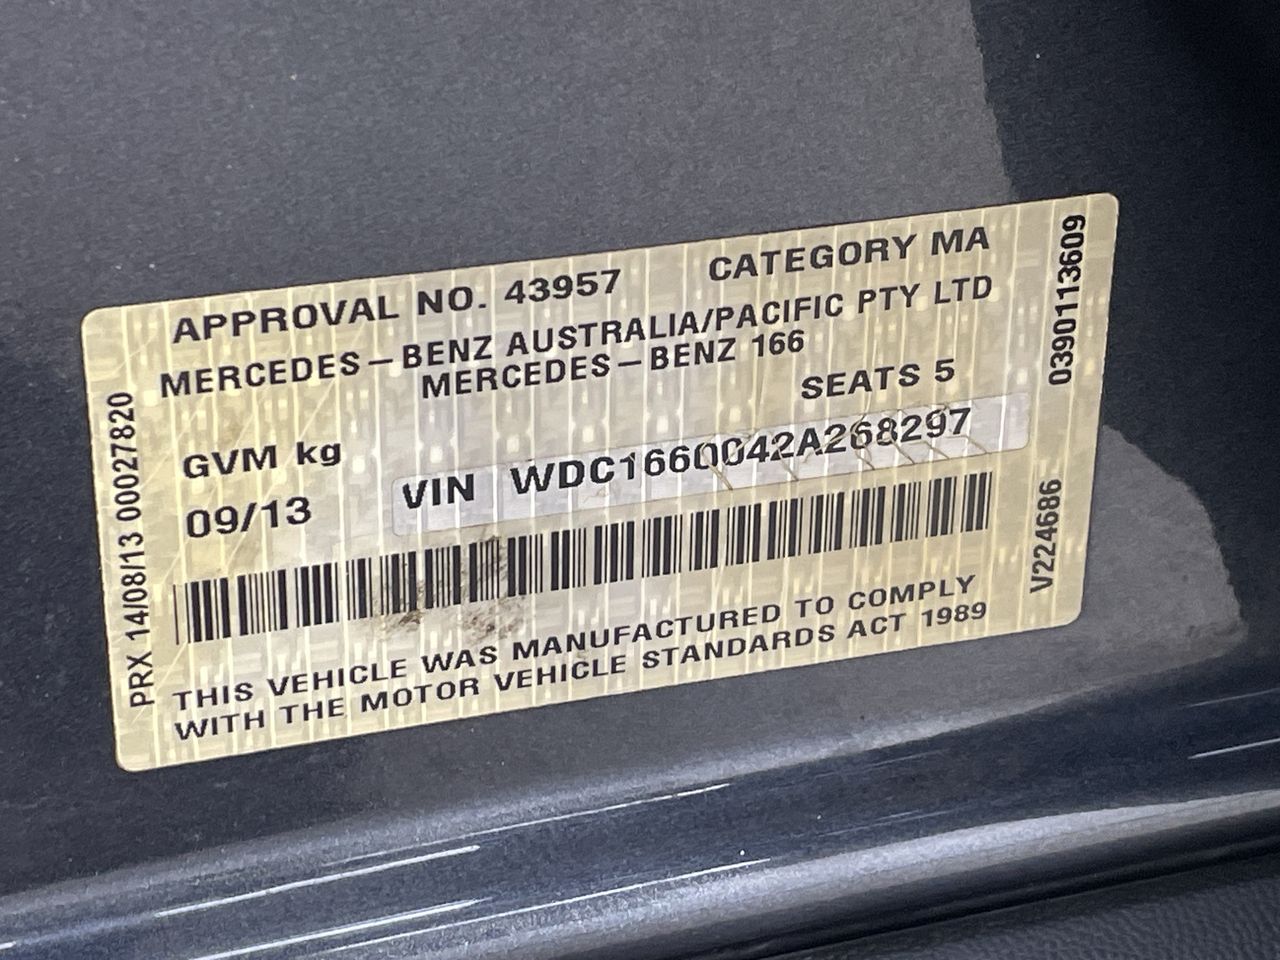 APPROVAL NO. 43957 CATEGORY MA
MERCEDES-BENZ AUSTRALIA/PACIFIC PTY LTD
MERCEDES-BENZ 166
SEATS 5
GVM kg
09/13
VIN WDC1660042A268297
THIS VEHICLE WAS MANUFACTURED TO COMPLY
WITH THE MOTOR VEHICLE STANDARDS ACT 1989
PRX 14/08/13 00027820
0390113609
V224686